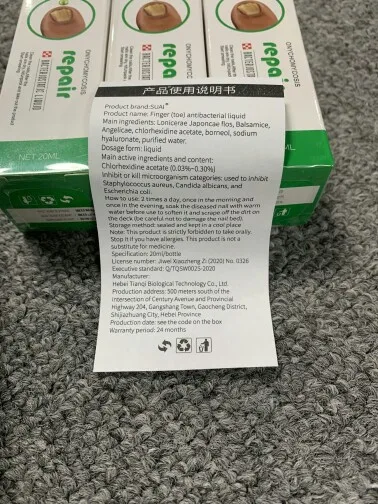 ONYCHOMYCOSIS
repair
BACTERIOSTATIC LIQUID
ONYCHOMYCOSIS
repa
ONYCHOMYCOSIS
repa
NET 20ML
产品使用说明书
Product brand:SUAL
Product name: Finger (toe) antibacterial liquid
Main ingredients: Lonicerae Japoncae flos, Balsamice,
Angelicae, chlorhexidine acetate, borneol, sodium
hyaluronate, purified water.
Dosage form: liquid
Main active ingredients and content:
Chlorhexidine acetate (0.03%~0.30%)
Inhibit or kill microorganism categories: used to inhibit
Staphylococcus aureus, Candida albicans, and
Escherichia coli.
How to use: 2 times a day, once in the morning and
once in the evening, soak the diseased nail with warm
water before use to soften it and scrape off the dirt on
the deck (be careful not to damage the nail bed).
Storage method: sealed and kept in a cool place
Note: This product is strictly forbidden to take orally.
Stop it if you have allergies. This product is not a
substitute for medicine.
Specification: 20ml/bottle
License number: Jiwei Xiaozheng Zi (2020) No. 0326
Executive standard: Q/TQSW0025-2020
Manufacturer:
Hebei Tianqi Biological Technology Co., Ltd
Production address: 500 meters south of the
intersection of Century Avenue and Provincial
Highway 204, Gangshang Town, Gaocheng District,
Shijiazhuang City, Hebei Province
Production date: see the code on the box
Warranty period: 24 months